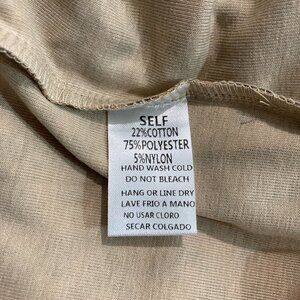 SELF
22%COTTON
75%POLYESTER
5%NYLON
HAND WASH COLD
DO NOT BLEACH
HANG OR LINE DRY
LAVE FRIO A MANO
NO USAR CLORO
SECAR COLGADO